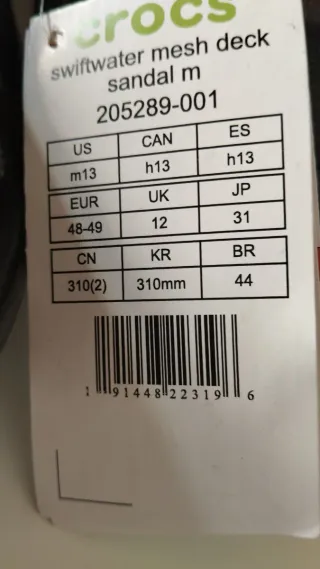 crocs
swiftwater mesh deck
sandal m
205289-001
US CAN ES
m13 h13 h13
EUR UK JP
48-49 12 31
CN KR BR
310(2) 310mm 44
1 91448 22319 6